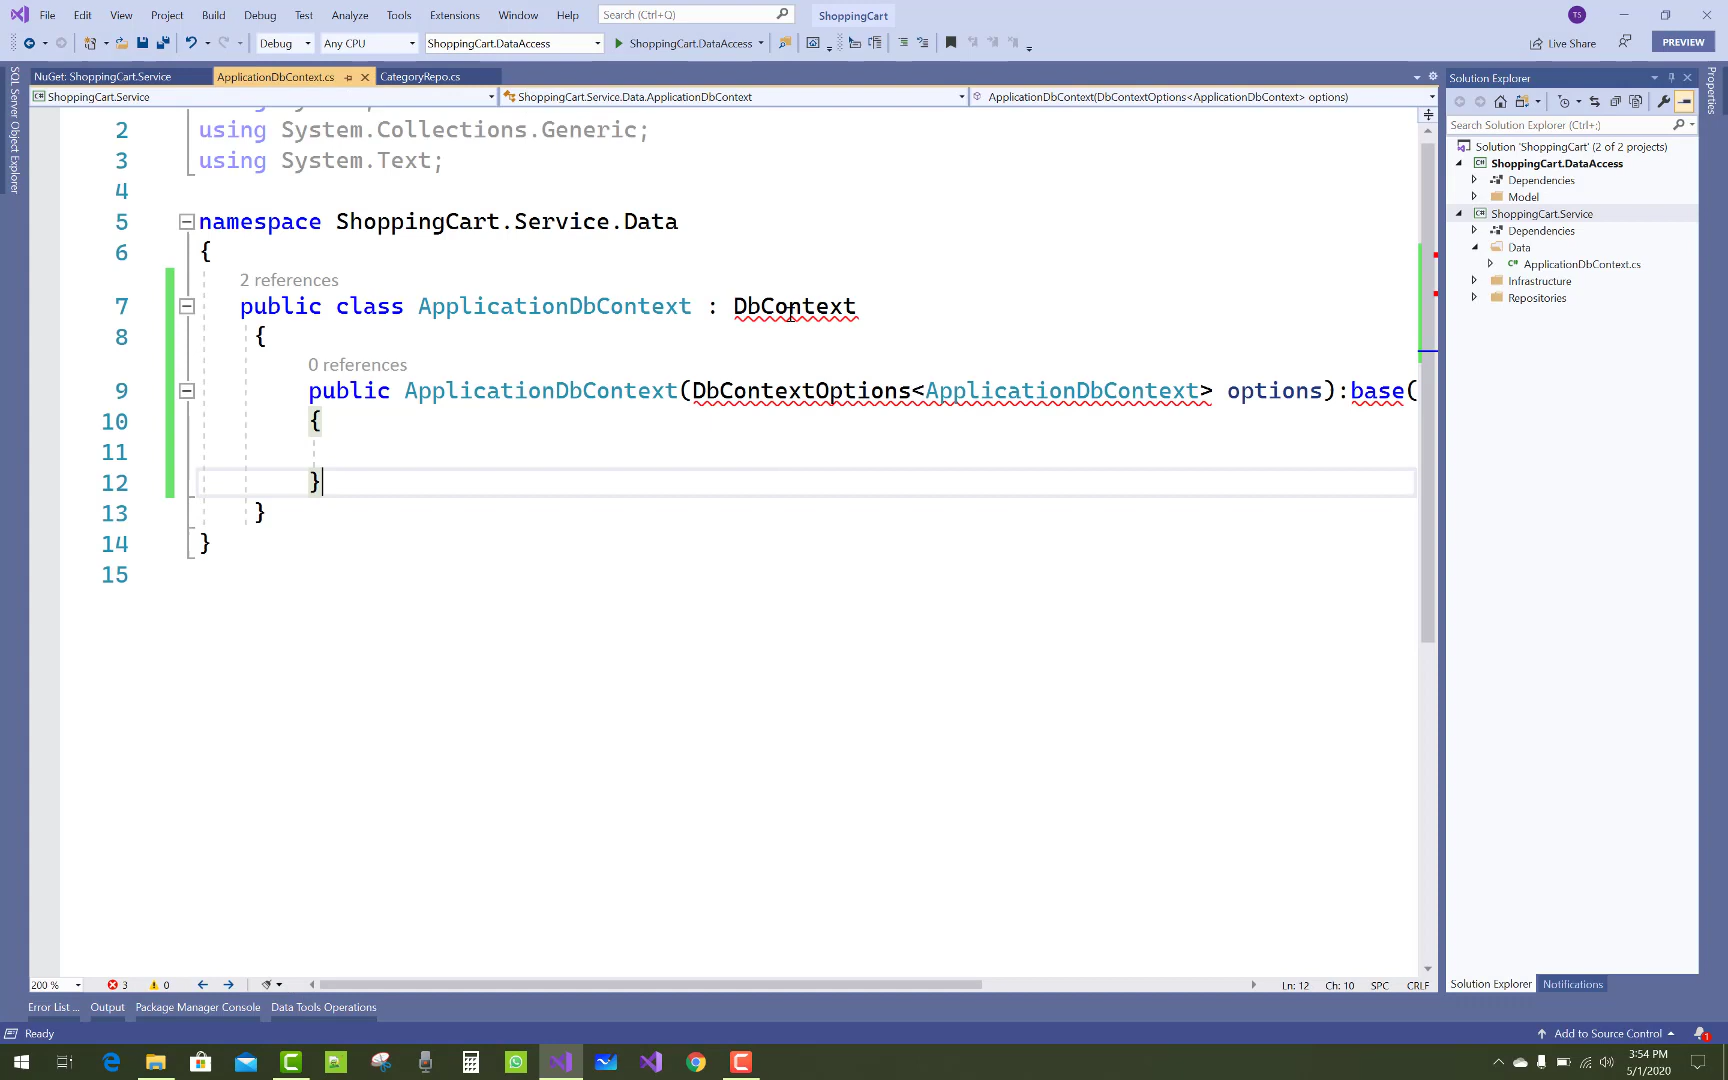 File Edit View Project Build Debug Test Analyze Tools Extensions Window Help Search (Ctrl+Q) ShoppingCart TS
Debug Any CPU ShoppingCart.DataAccess ShoppingCart.DataAccess Live Share PREVIEW
NuGet: ShoppingCart.Service ApplicationDbContext.cs CategoryRepo.cs
ShoppingCart.Service ShoppingCart.Service.Data.ApplicationDbContext ApplicationDbContext(DbContextOptions<ApplicationDbContext> options)
SQL Server Object Explorer
2 using System.Collections.Generic;
3 using System.Text;
4
5 namespace ShoppingCart.Service.Data
6 {
2 references
7 public class ApplicationDbContext : DbContext
8 {
0 references
9 public ApplicationDbContext(DbContextOptions<ApplicationDbContext> options):base(
10 {
11
12 }
13 }
14 }
15
Solution Explorer
Search Solution Explorer (Ctrl+;)
Solution 'ShoppingCart' (2 of 2 projects)
ShoppingCart.DataAccess
Dependencies
Model
ShoppingCart.Service
Dependencies
Data
ApplicationDbContext.cs
Infrastructure
Repositories
Properties
200 % 3 0 Ln: 12 Ch: 10 SPC CRLF
Solution Explorer Notifications
Error List ... Output Package Manager Console Data Tools Operations
Ready Add to Source Control 1
3:54 PM
5/1/2020